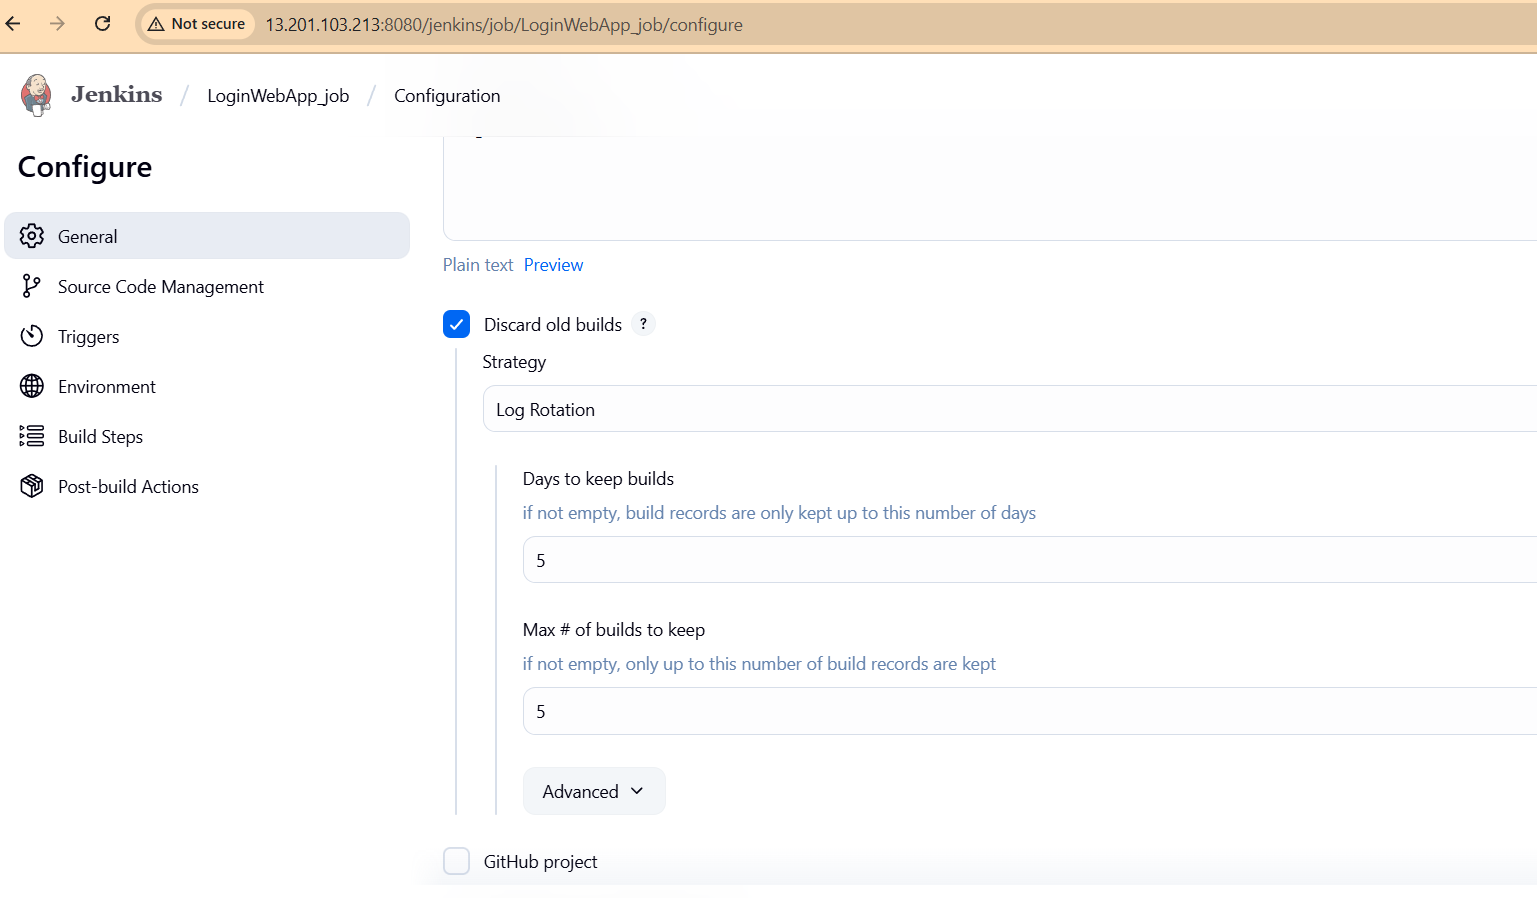 Not secure 13.201.103.213:8080/jenkins/job/LoginWebApp_job/configure
Jenkins / LoginWebApp_job / Configuration
Configure
General
Source Code Management
Triggers
Environment
Build Steps
Post-build Actions
Plain text Preview
Discard old builds ?
Strategy
Log Rotation
Days to keep builds
if not empty, build records are only kept up to this number of days
5
Max # of builds to keep
if not empty, only up to this number of build records are kept
5
Advanced
GitHub project